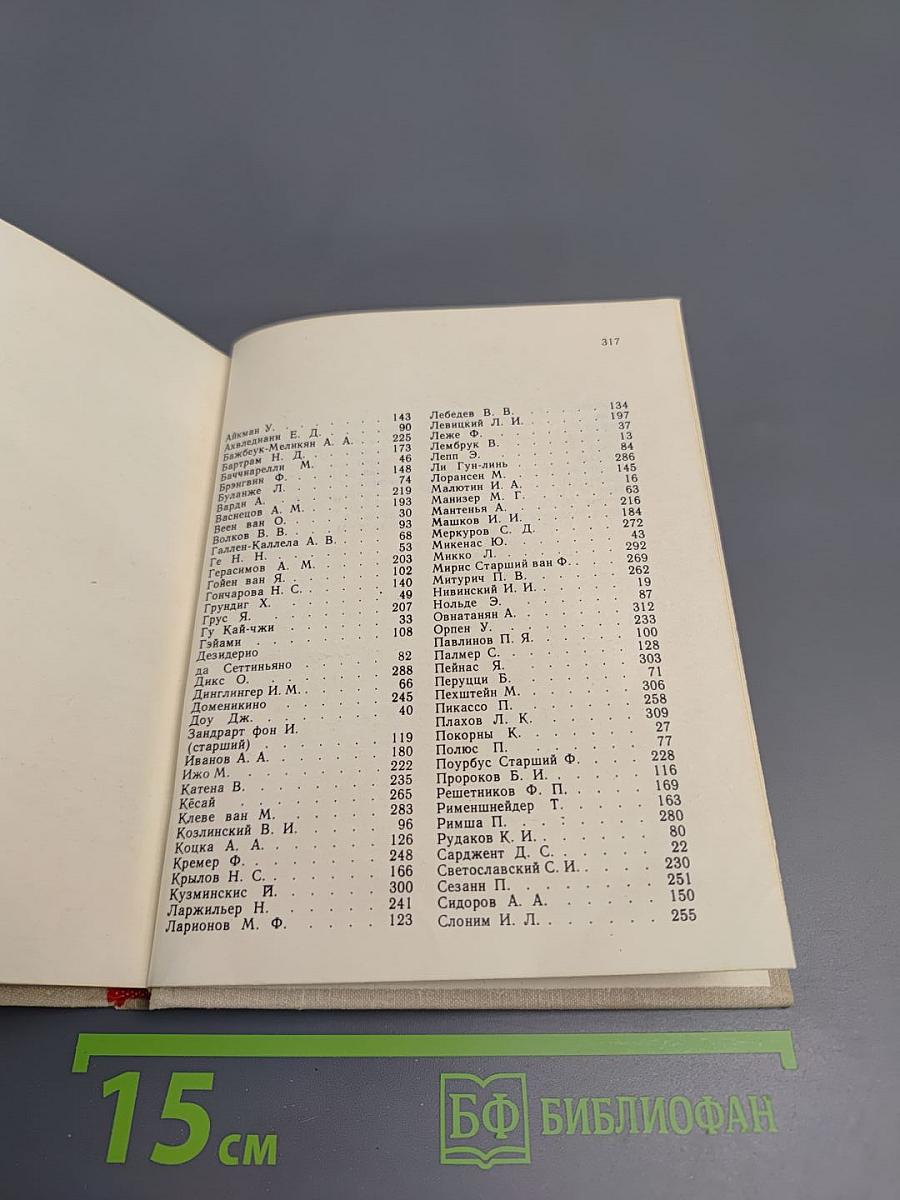 317
Айкман У. 143
Ахвледиани Е. Д. 90
Бажбеук-Меликян А. А. 225
Бартрам Н. Д. 173
Баччиарелли М. 46
Брэнгвин Ф. 148
Буланже Л. 74
Варди А. 219
Васнецов А. М. 193
Веен ван О. 30
Волков В. В. 93
Галлен-Каллела А. В. 68
Ге Н. Н. 53
Герасимов А. М. 203
Гойен ван Я. 102
Гончарова Н. С. 140
Грундиг Х. 49
Грус Я. 207
Гу Кай-чжи 33
Гэйами 108
Дезидерио
да Сеттиньяно 82
Дикс О. 288
Динглингер И. М. 66
Доменикино 245
Доу Дж. 40
Зандрарт фон И.
(старший) 119
Иванов А. А. 180
Ижо М. 222
Катена В. 235
Кёсай 265
Клеве ван М. 283
Козлинский В. И. 96
Коцка А. А. 126
Кремер Ф. 248
Крылов Н. С. 166
Кузминскис Й. 300
Ларжильер Н. 241
Ларионов М. Ф. 123
Лебедев В. В. 134
Левицкий Л. И. 197
Леже Ф. 37
Лембрук В. 13
Лепп Э. 84
Ли Гун-линь 286
Лорансен М. 145
Малютин И. А. 16
Манизер М. Г. 63
Мантенья А. 216
Машков И. И. 184
Меркуров С. Д. 272
Микенас Ю. 43
Микко Л. 292
Мирис Старший ван Ф. 269
Митурич П. В. 262
Нивинский И. И. 19
Нольде Э. 87
Овнатанян А. 312
Орпен У. 233
Павлинов П. Я. 100
Палмер С. 128
Пейнас Я. 303
Перуцци Б. 71
Пехштейн М. 306
Пикассо П. 258
Плахов Л. К. 309
Покорны К. 27
Полюс П. 77
Поурбус Старший Ф. 228
Пророков Б. И. 116
Решетников Ф. П. 169
Рименшнейдер Т. 163
Римша П. 280
Рудаков К. И. 80
Сарджент Д. С. 22
Светославский С. И. 230
Сезанн П. 251
Сидоров А. А. 150
Слоним И. Л. 255
15 см
БФ БИБЛИОФАН